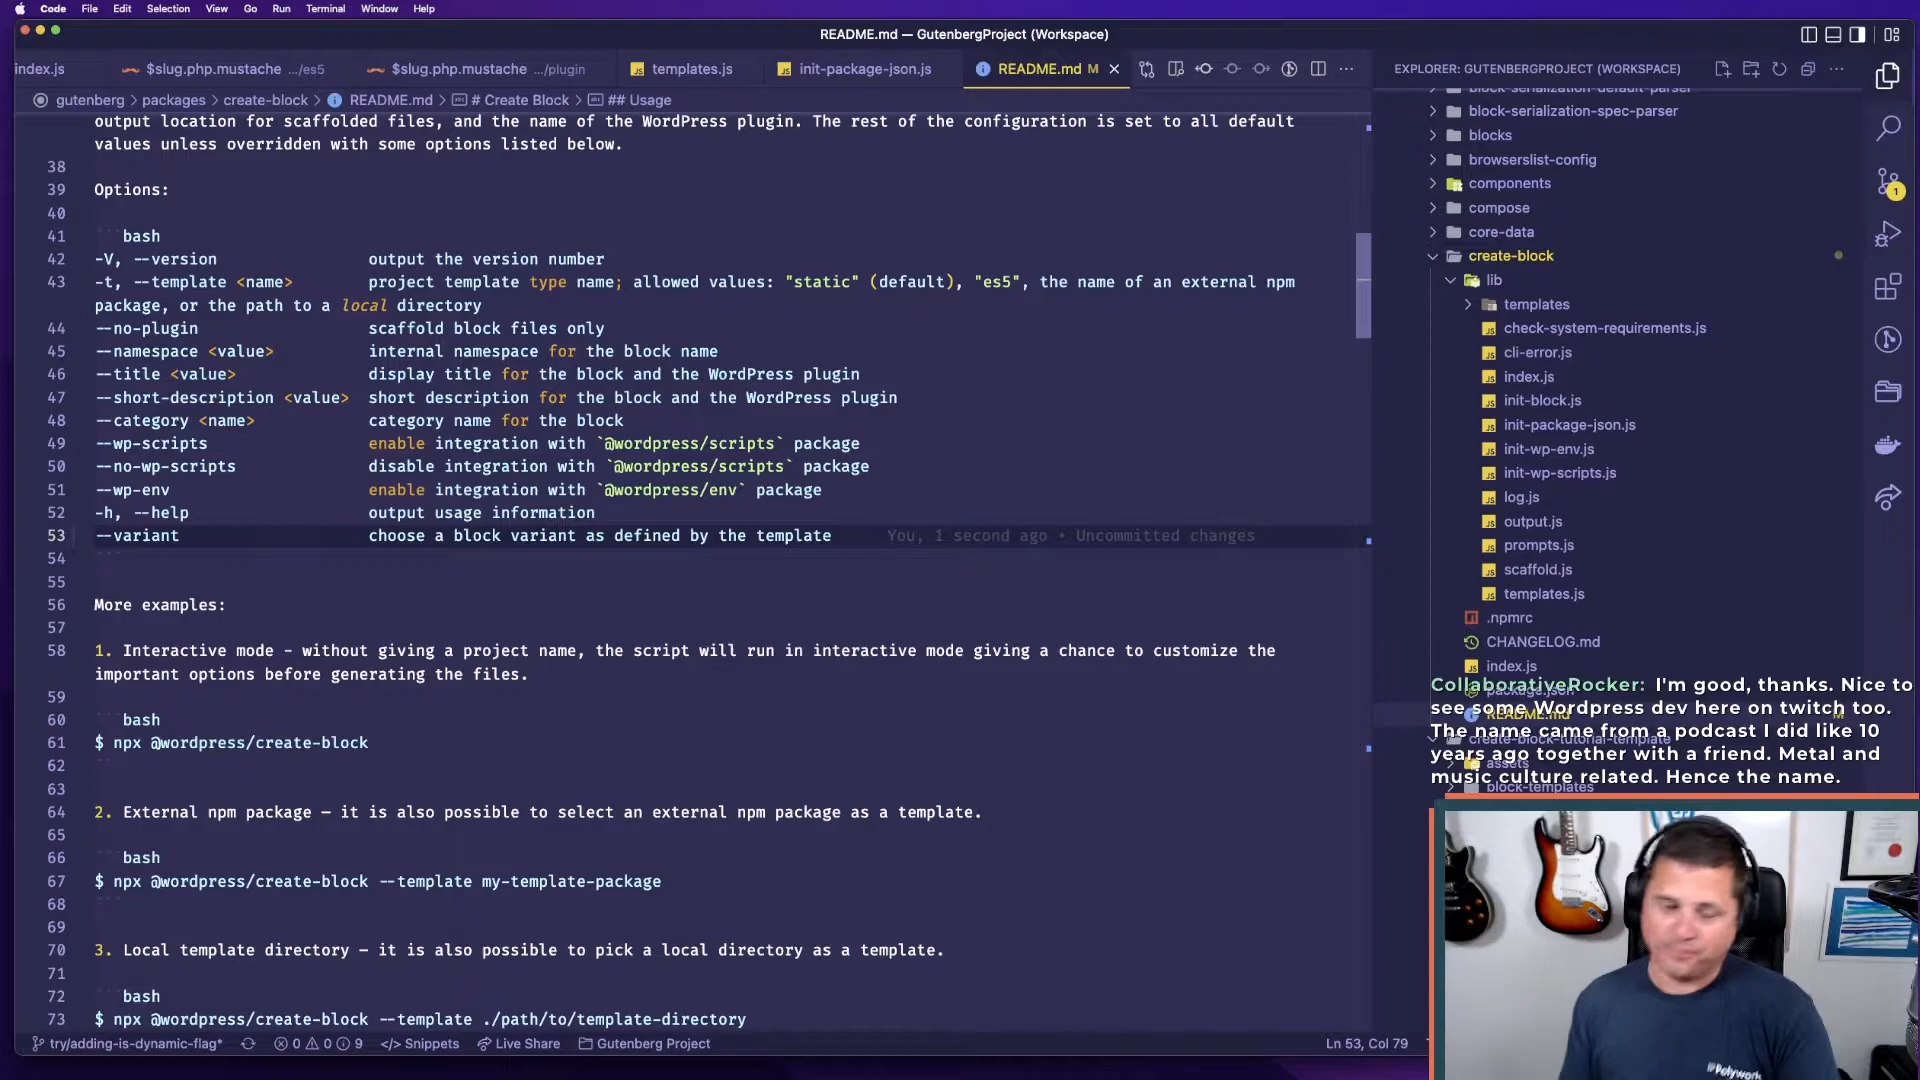 Code File Edit Selection View Go Run Terminal Window Help
README.md — GutenbergProject (Workspace)
index.js $slug.php.mustache .../es5 $slug.php.mustache .../plugin templates.js init-package-json.js README.md M
gutenberg > packages > create-block > README.md > # Create Block > ## Usage
output location for scaffolded files, and the name of the WordPress plugin. The rest of the configuration is set to all default
values unless overridden with some options listed below.
38
39 Options:
40
41 ```bash
42 -V, --version output the version number
43 -t, --template <name> project template type name; allowed values: "static" (default), "es5", the name of an external npm
package, or the path to a local directory
44 --no-plugin scaffold block files only
45 --namespace <value> internal namespace for the block name
46 --title <value> display title for the block and the WordPress plugin
47 --short-description <value> short description for the block and the WordPress plugin
48 --category <name> category name for the block
49 --wp-scripts enable integration with `@wordpress/scripts` package
50 --no-wp-scripts disable integration with `@wordpress/scripts` package
51 --wp-env enable integration with `@wordpress/env` package
52 -h, --help output usage information
53 --variant choose a block variant as defined by the template You, 1 second ago • Uncommitted changes
54 ```
55
56 More examples:
57
58 1. Interactive mode - without giving a project name, the script will run in interactive mode giving a chance to customize the
important options before generating the files.
59
60 ```bash
61 $ npx @wordpress/create-block
62 ```
63
64 2. External npm package – it is also possible to select an external npm package as a template.
65
66 ```bash
67 $ npx @wordpress/create-block --template my-template-package
68 ```
69
70 3. Local template directory – it is also possible to pick a local directory as a template.
71
72 ```bash
73 $ npx @wordpress/create-block --template ./path/to/template-directory
try/adding-is-dynamic-flag* 0 0 9 Snippets Live Share Gutenberg Project Ln 53, Col 79
EXPLORER: GUTENBERGPROJECT (WORKSPACE)
block-serialization-default-parser
block-serialization-spec-parser
blocks
browserslist-config
components
compose
core-data
create-block
lib
templates
check-system-requirements.js
cli-error.js
index.js
init-block.js
init-package-json.js
init-wp-env.js
init-wp-scripts.js
log.js
output.js
prompts.js
scaffold.js
templates.js
.npmrc
CHANGELOG.md
index.js
package.json
README.md M
create-block-tutorial-template
assets
block-templates
1
CollaborativeRocker: I'm good, thanks. Nice to
see some Wordpress dev here on twitch too.
The name came from a podcast I did like 10
years ago together with a friend. Metal and
music culture related. Hence the name.
#Polywork